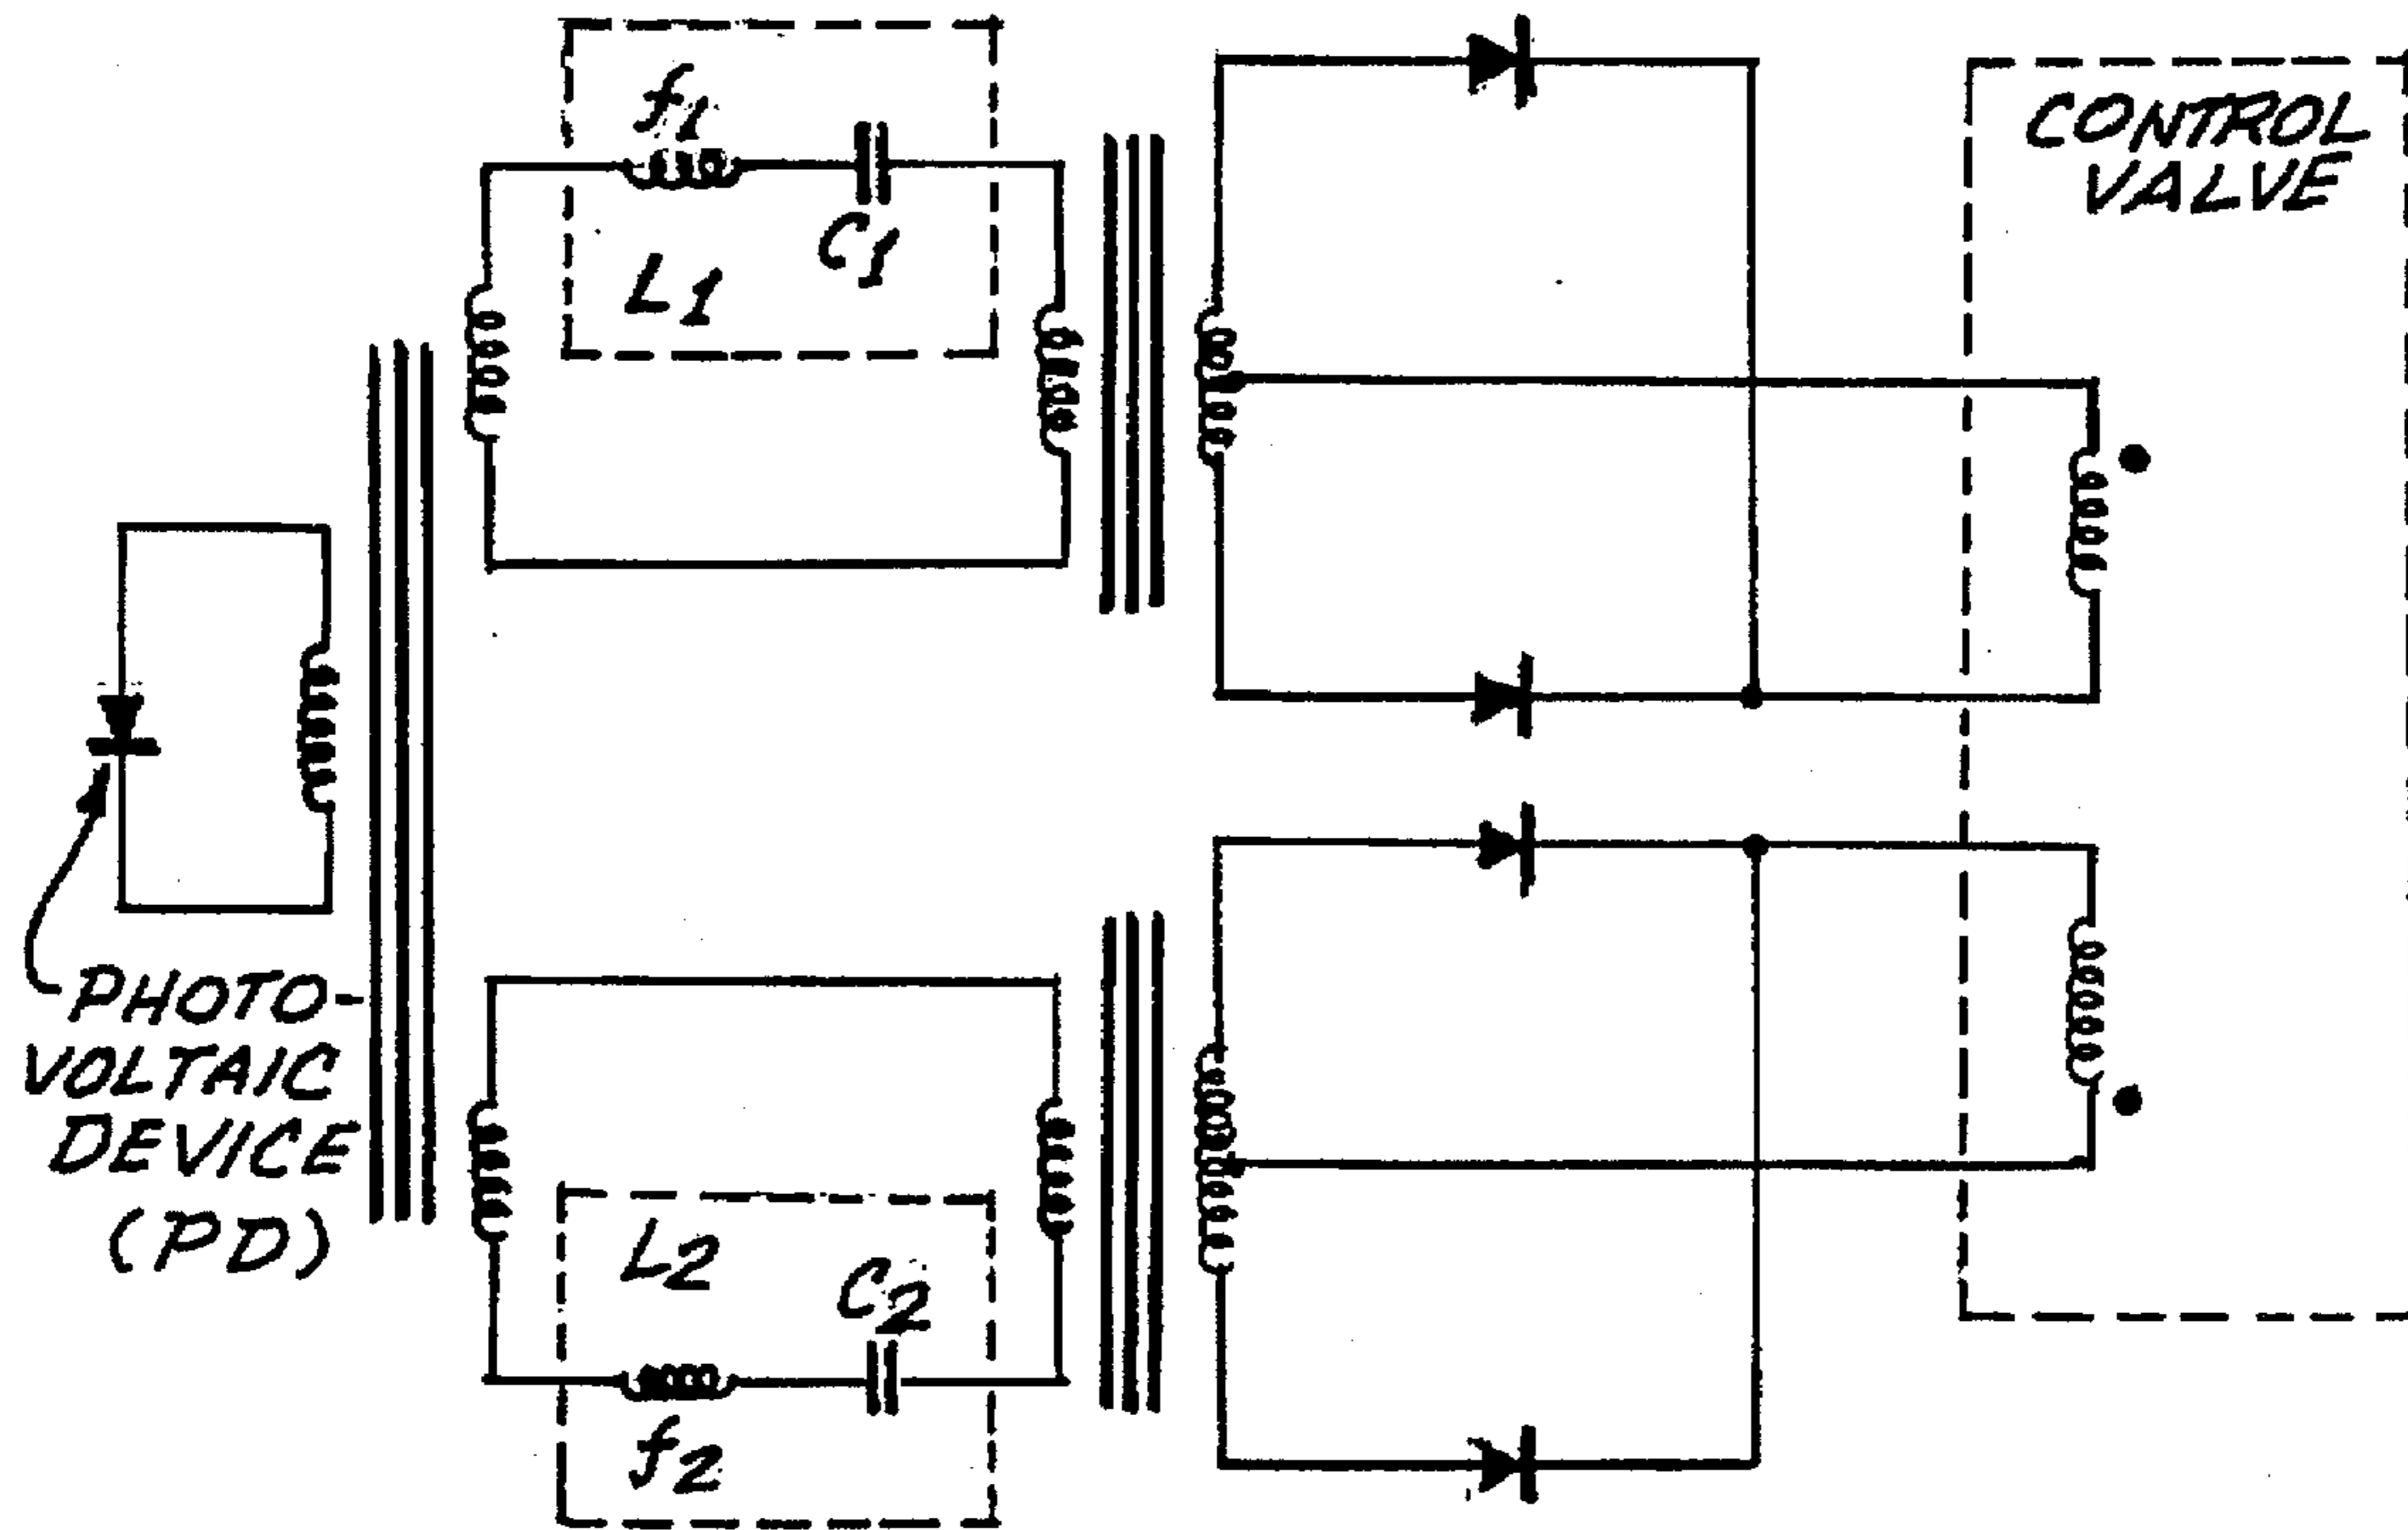 f1
L1
C1
CONTROL
VALVE
PHOTO-
VOLTAIC
DEVICE
(PD)
L2
C2
f2